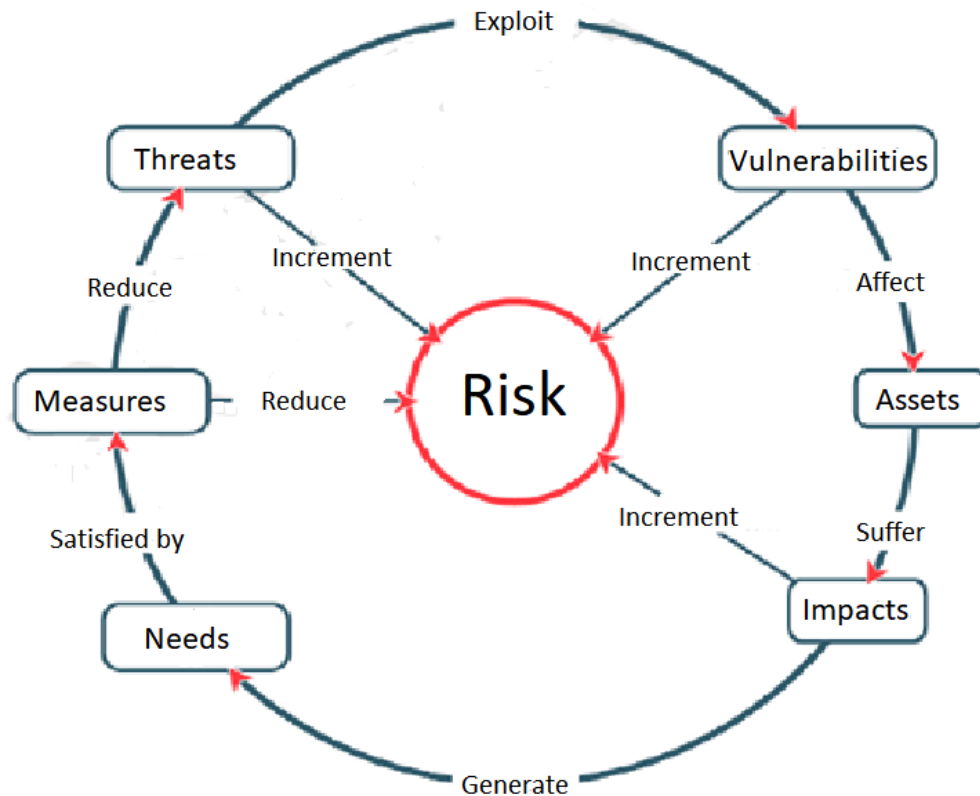 Exploit
Threats
Vulnerabilities
Increment
Increment
Reduce
Affect
Risk
Measures
Reduce
Assets
Increment
Satisfied by
Suffer
Impacts
Needs
Generate